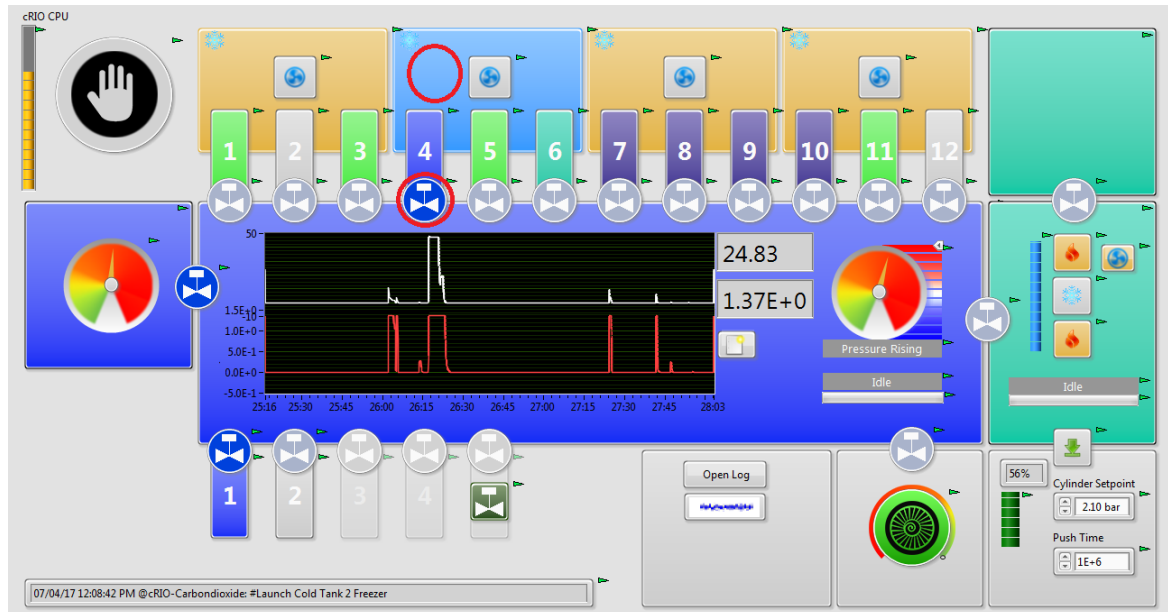 cRIO CPU
1 2 3 4 5 6 7 8 9 10 11 12
50
24.83
1.37E+0
1.5E+0
-10
1.0E+0
5.0E-1
0.0E+0
-5.0E-1
25:16 25:30 25:45 26:00 26:15 26:30 26:45 27:00 27:15 27:30 27:45 28:03
Pressure Rising
Idle
Idle
1 2 3 4
Open Log
56%
Cylinder Setpoint
2.10 bar
Push Time
1E+6
07/04/17 12:08:42 PM @cRIO-Carbondioxide: #Launch Cold Tank 2 Freezer